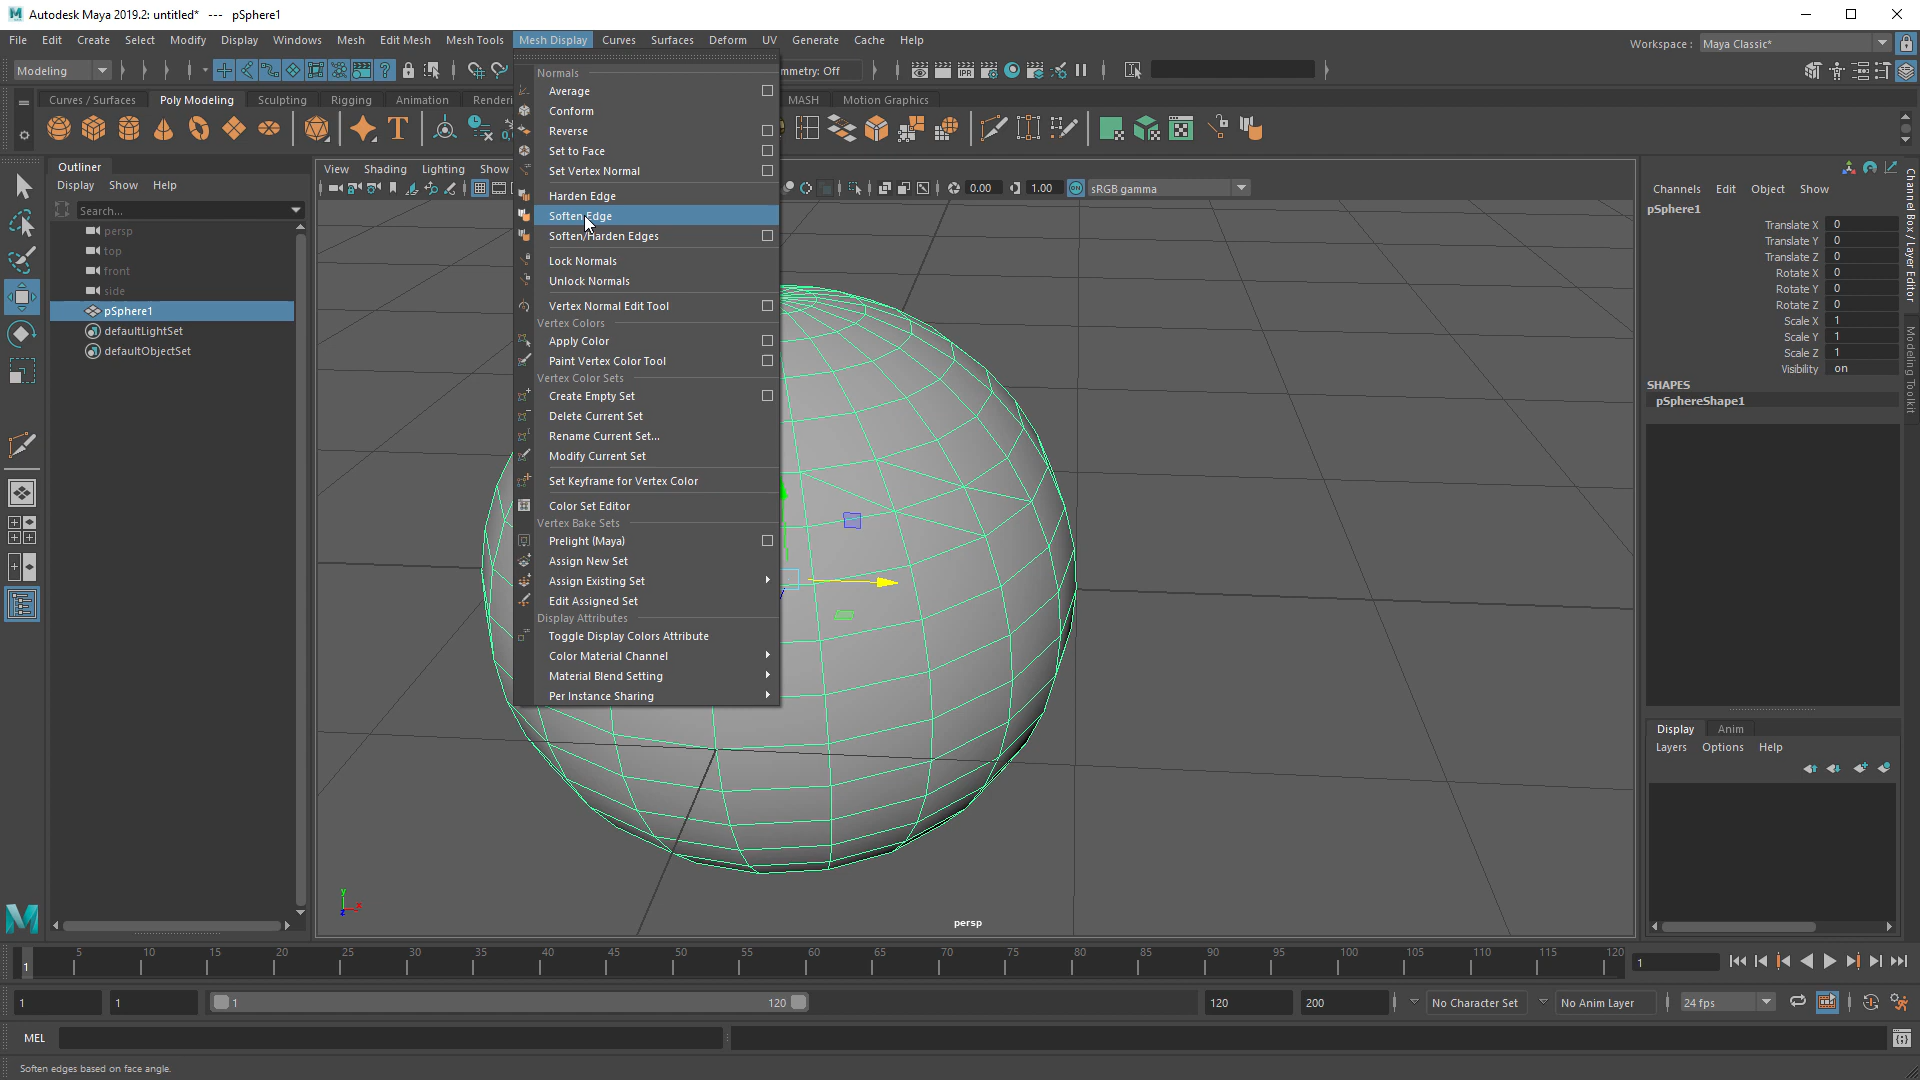 Autodesk Maya 2019.2: untitled* --- pSphere1
File Edit Create Select Modify Display Windows Mesh Edit Mesh Mesh Tools Mesh Display Curves Surfaces Deform UV Generate Cache Help
Workspace : Maya Classic*
Modeling
mmetry: Off
Curves / Surfaces Poly Modeling Sculpting Rigging Animation Renderi MASH Motion Graphics
Outliner
Display Show Help
Search...
persp
top
front
side
pSphere1
defaultLightSet
defaultObjectSet
View Shading Lighting Show
0.00 1.00 sRGB gamma
Normals
Average
Conform
Reverse
Set to Face
Set Vertex Normal
Harden Edge
Soften Edge
Soften/Harden Edges
Lock Normals
Unlock Normals
Vertex Normal Edit Tool
Vertex Colors
Apply Color
Paint Vertex Color Tool
Vertex Color Sets
Create Empty Set
Delete Current Set
Rename Current Set...
Modify Current Set
Set Keyframe for Vertex Color
Color Set Editor
Vertex Bake Sets
Prelight (Maya)
Assign New Set
Assign Existing Set
Edit Assigned Set
Display Attributes
Toggle Display Colors Attribute
Color Material Channel
Material Blend Setting
Per Instance Sharing
persp
y
x
z
Channels Edit Object Show
pSphere1
Translate X 0
Translate Y 0
Translate Z 0
Rotate X 0
Rotate Y 0
Rotate Z 0
Scale X 1
Scale Y 1
Scale Z 1
Visibility on
SHAPES
pSphereShape1
Channel Box / Layer Editor
Modeling Toolkit
Display Anim
Layers Options Help
1 5 10 15 20 25 30 35 40 45 50 55 60 65 70 75 80 85 90 95 100 105 110 115 120
1
1 1 1 120 120 200 No Character Set No Anim Layer 24 fps
MEL
Soften edges based on face angle.